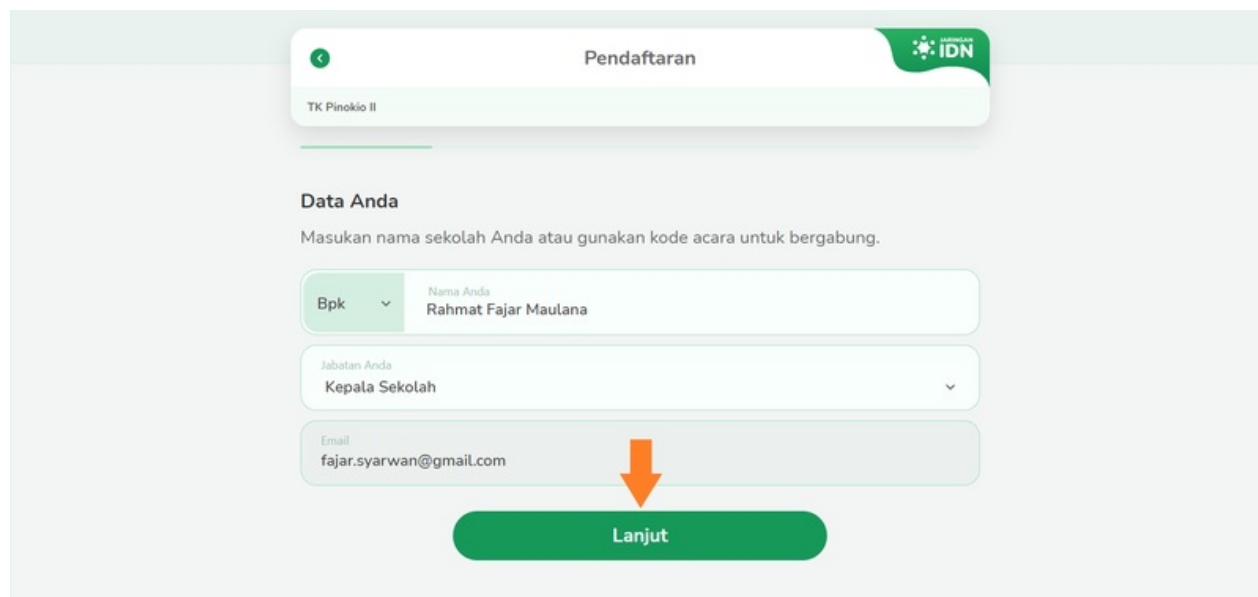 Pendaftaran
JARINGAN
IDN
TK Pinokio II
Data Anda
Masukan nama sekolah Anda atau gunakan kode acara untuk bergabung.
Bpk
Nama Anda
Rahmat Fajar Maulana
Jabatan Anda
Kepala Sekolah
Email
fajar.syarwan@gmail.com
Lanjut